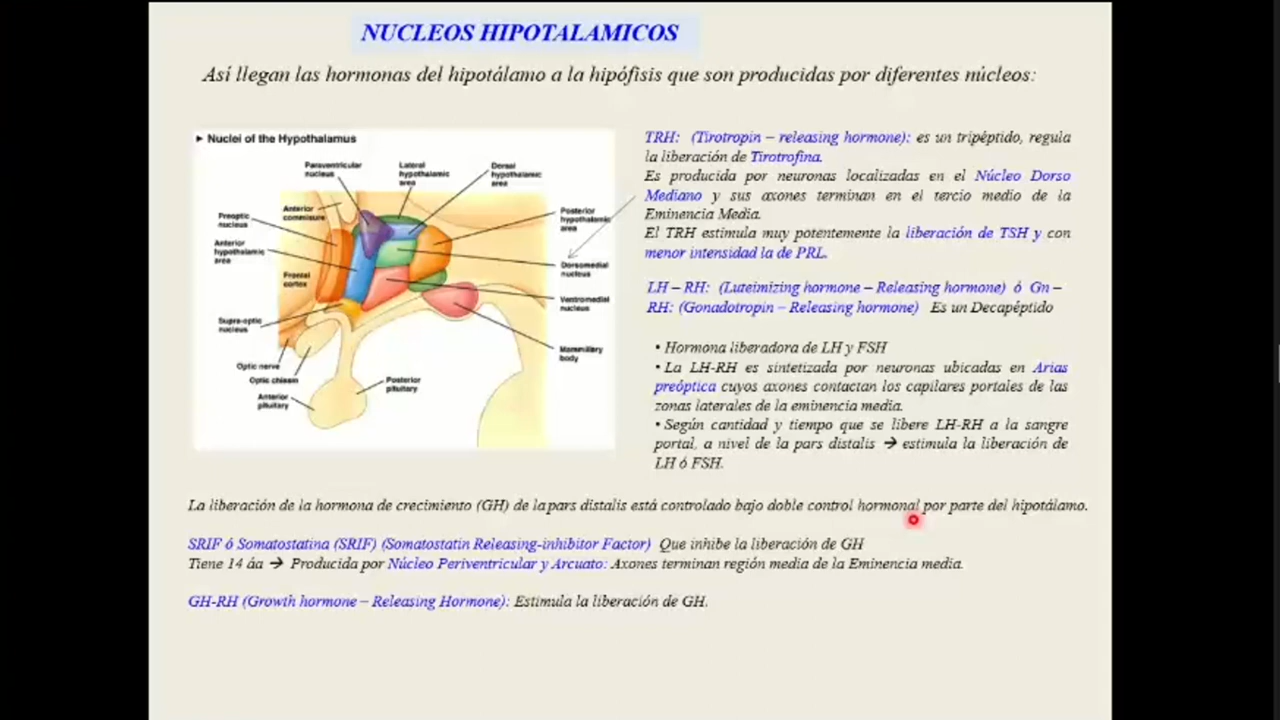 NUCLEOS HIPOTALAMICOS
Así llegan las hormonas del hipotálamo a la hipófisis que son producidas por diferentes núcleos:
► Nuclei of the Hypothalamus
Paraventricular
nucleus
Lateral
hypothalamic
area
Dorsal
hypothalamic
area
Anterior
commisure
Preoptic
nucleus
Anterior
hypothalamic
area
Frontal
cortex
Supra-optic
nucleus
Optic nerve
Optic chiasm
Anterior
pituitary
Posterior
pituitary
Posterior
hypothalamic
area
Dorsomedial
nucleus
Ventromedial
nucleus
Mammillary
body
TRH: (Tirotropin – releasing hormone): es un tripéptido, regula
la liberación de Tirotrofina.
Es producida por neuronas localizadas en el Núcleo Dorso
Mediano y sus axones terminan en el tercio medio de la
Eminencia Media.
El TRH estimula muy potentemente la liberación de TSH y con
menor intensidad la de PRL.
LH – RH: (Luteimizing hormone – Releasing hormone) ó Gn –
RH: (Gonadotropin – Releasing hormone) Es un Decapéptido
• Hormona liberadora de LH y FSH
• La LH-RH es sintetizada por neuronas ubicadas en Arias
preóptica cuyos axones contactan los capilares portales de las
zonas laterales de la eminencia media.
• Según cantidad y tiempo que se libere LH-RH a la sangre
portal, a nivel de la pars distalis → estimula la liberación de
LH ó FSH.
La liberación de la hormona de crecimiento (GH) de la pars distalis está controlado bajo doble control hormonal por parte del hipotálamo.
SRIF ó Somatostatina (SRIF) (Somatostatin Releasing-inhibitor Factor) Que inhibe la liberación de GH
Tiene 14 áa → Producida por Núcleo Periventricular y Arcuato: Axones terminan región media de la Eminencia media.
GH-RH (Growth hormone – Releasing Hormone): Estimula la liberación de GH.